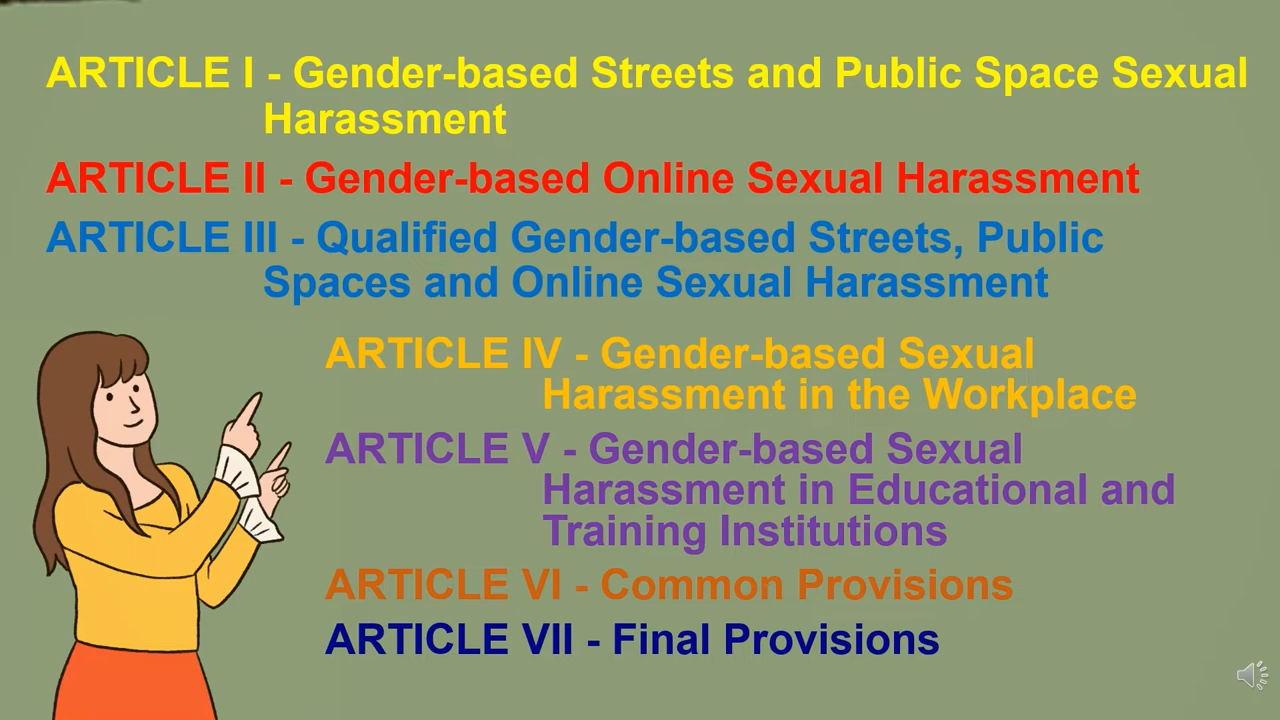 ARTICLE I - Gender-based Streets and Public Space Sexual
Harassment
ARTICLE II - Gender-based Online Sexual Harassment
ARTICLE III - Qualified Gender-based Streets, Public
Spaces and Online Sexual Harassment
ARTICLE IV - Gender-based Sexual
Harassment in the Workplace
ARTICLE V - Gender-based Sexual
Harassment in Educational and
Training Institutions
ARTICLE VI - Common Provisions
ARTICLE VII - Final Provisions